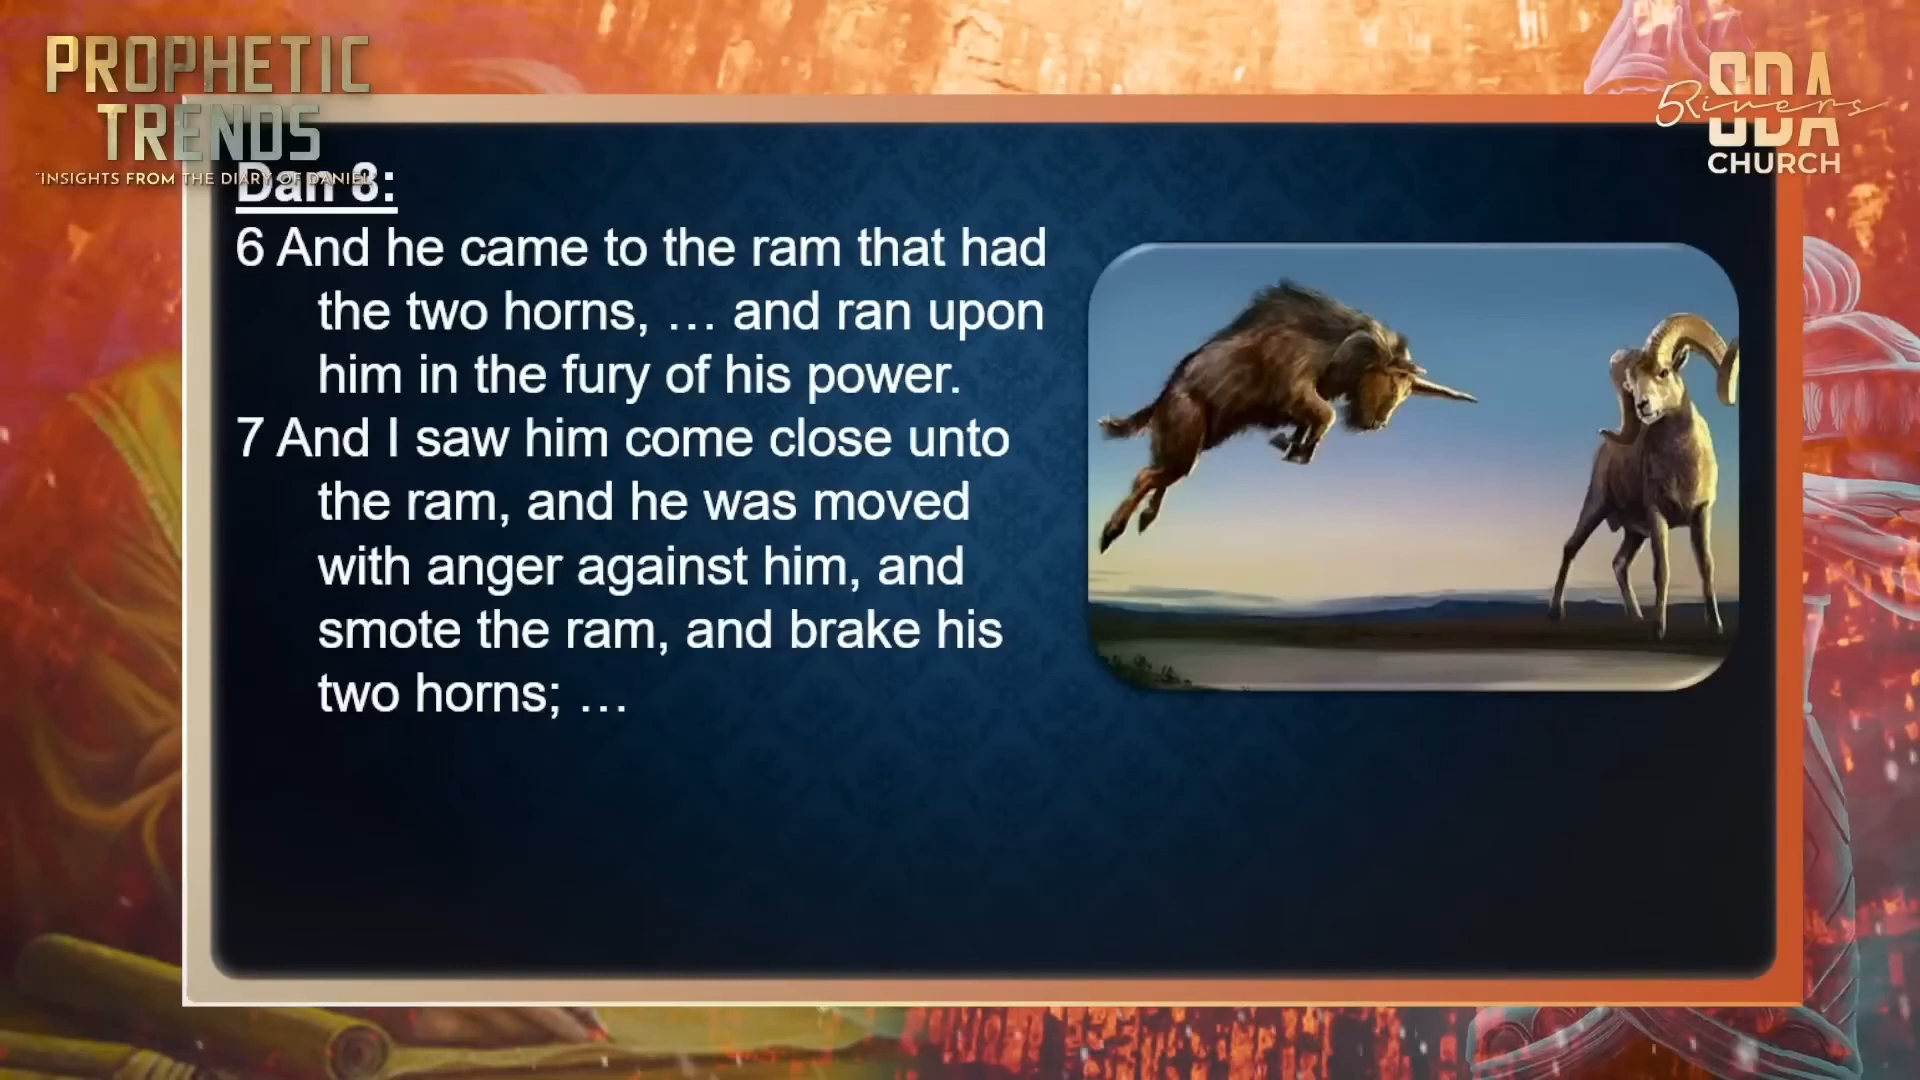 PROPHETIC
TRENDS
"INSIGHTS FROM THE DIARY OF DANIEL"
5Rivers
SDA
CHURCH
Dan 8:
6 And he came to the ram that had
the two horns, … and ran upon
him in the fury of his power.
7 And I saw him come close unto
the ram, and he was moved
with anger against him, and
smote the ram, and brake his
two horns; …